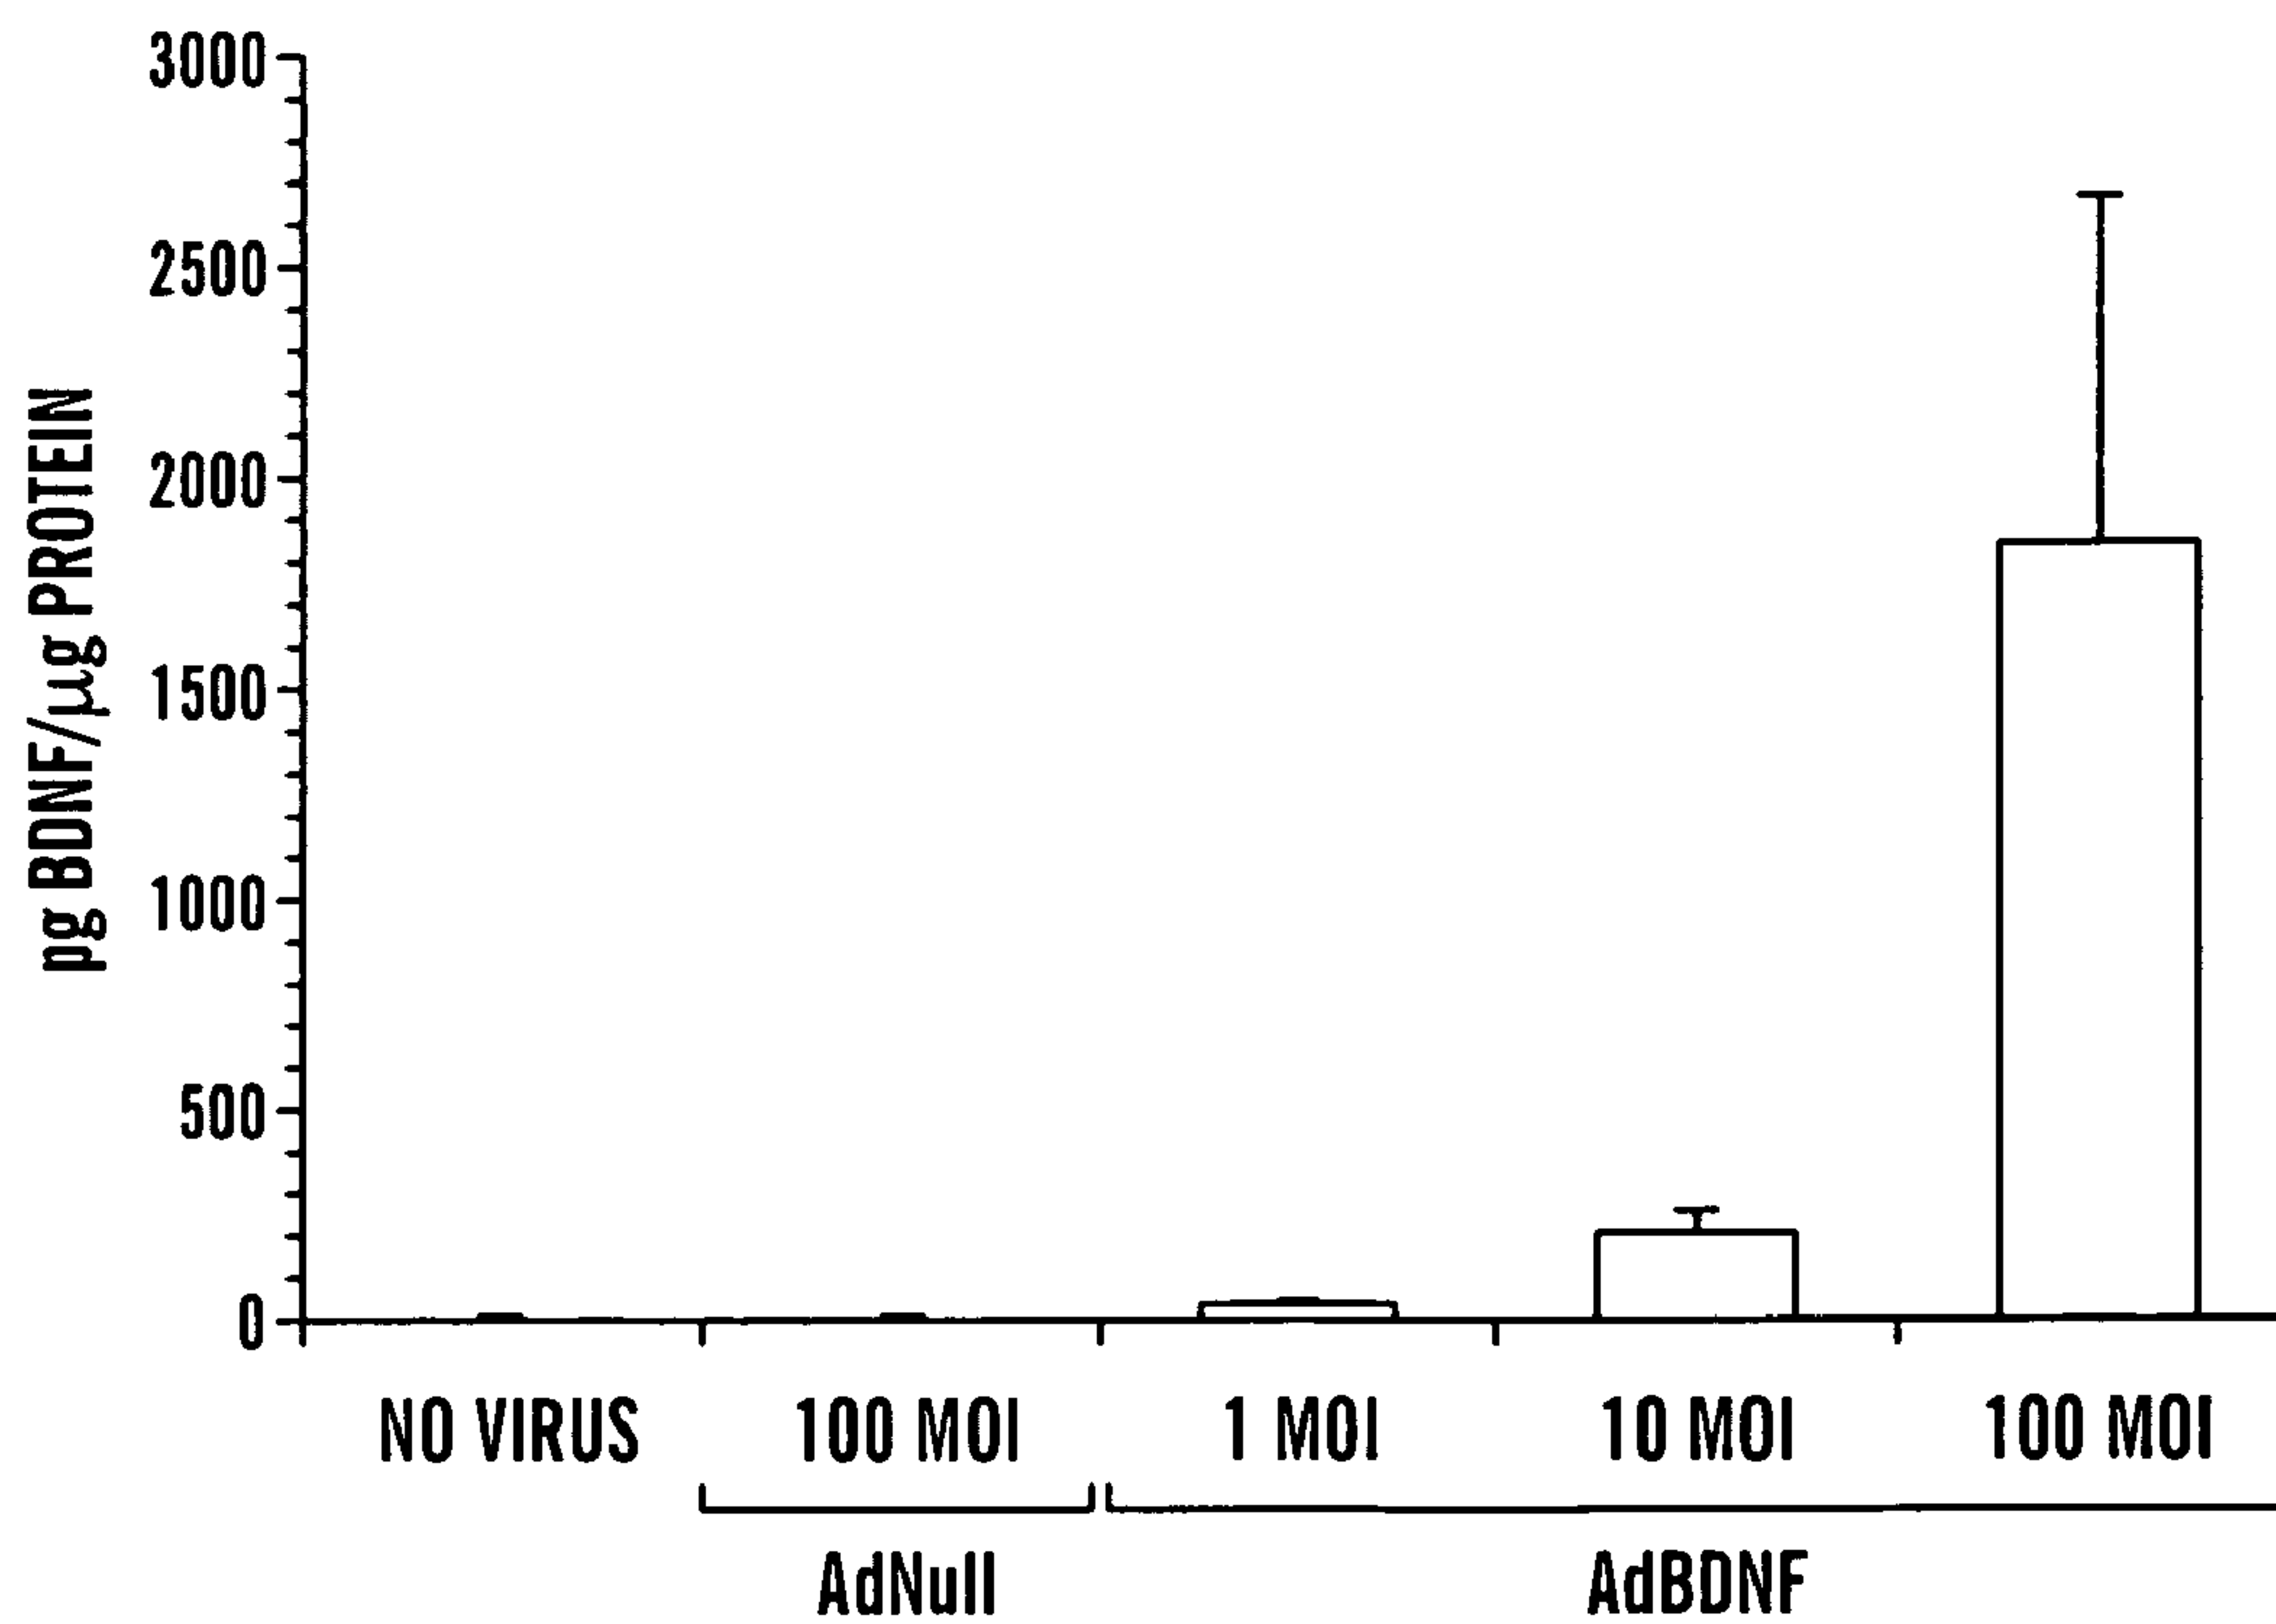 pg BDNF/µg PROTEIN
3000
2500
2000
1500
1000
500
0
NO VIRUS
100 MOI
1 MOI
10 MOI
100 MOI
AdNull
AdBDNF